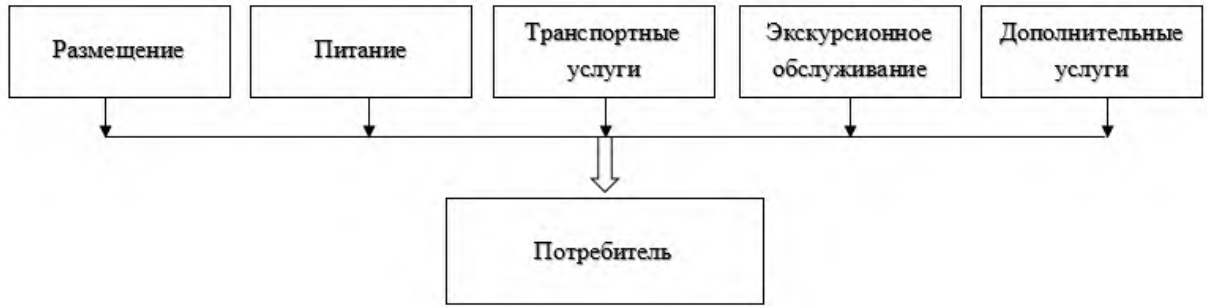 Размещение
Питание
Транспортные
услуги
Экскурсионное
обслуживание
Дополнительные
услуги
Потребитель